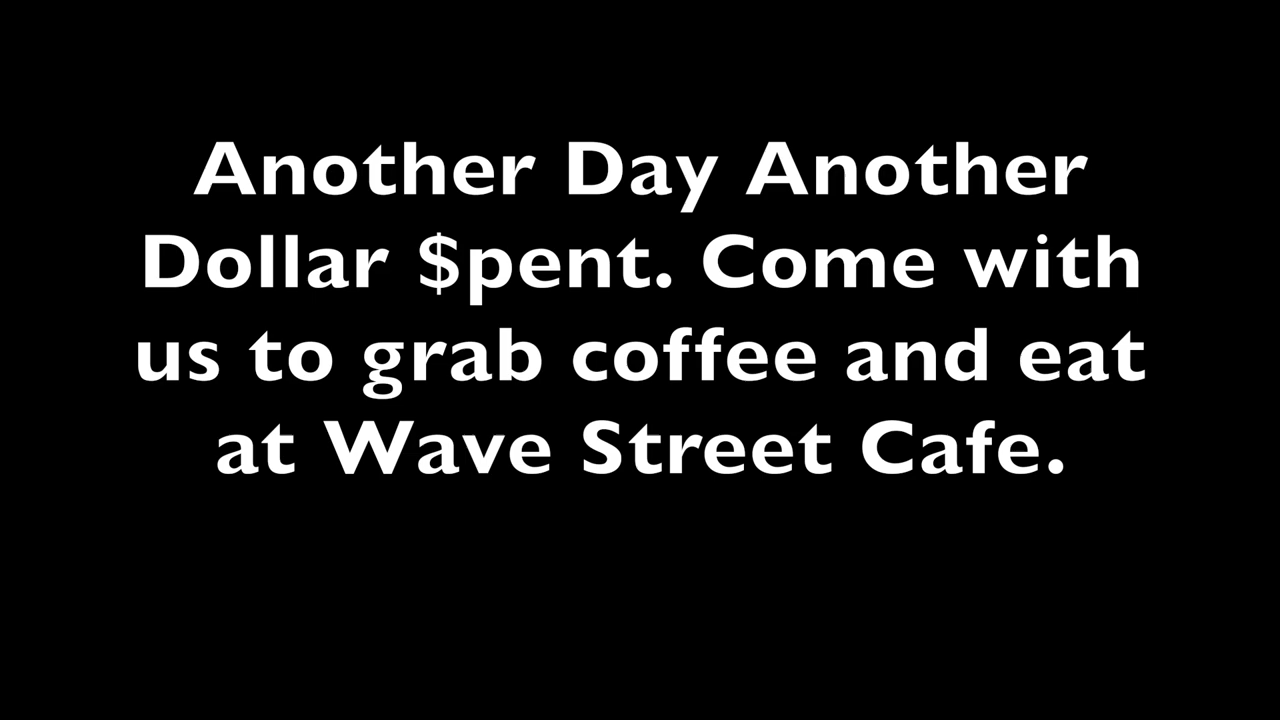 Another Day Another
Dollar $pent. Come with
us to grab coffee and eat
at Wave Street Cafe.